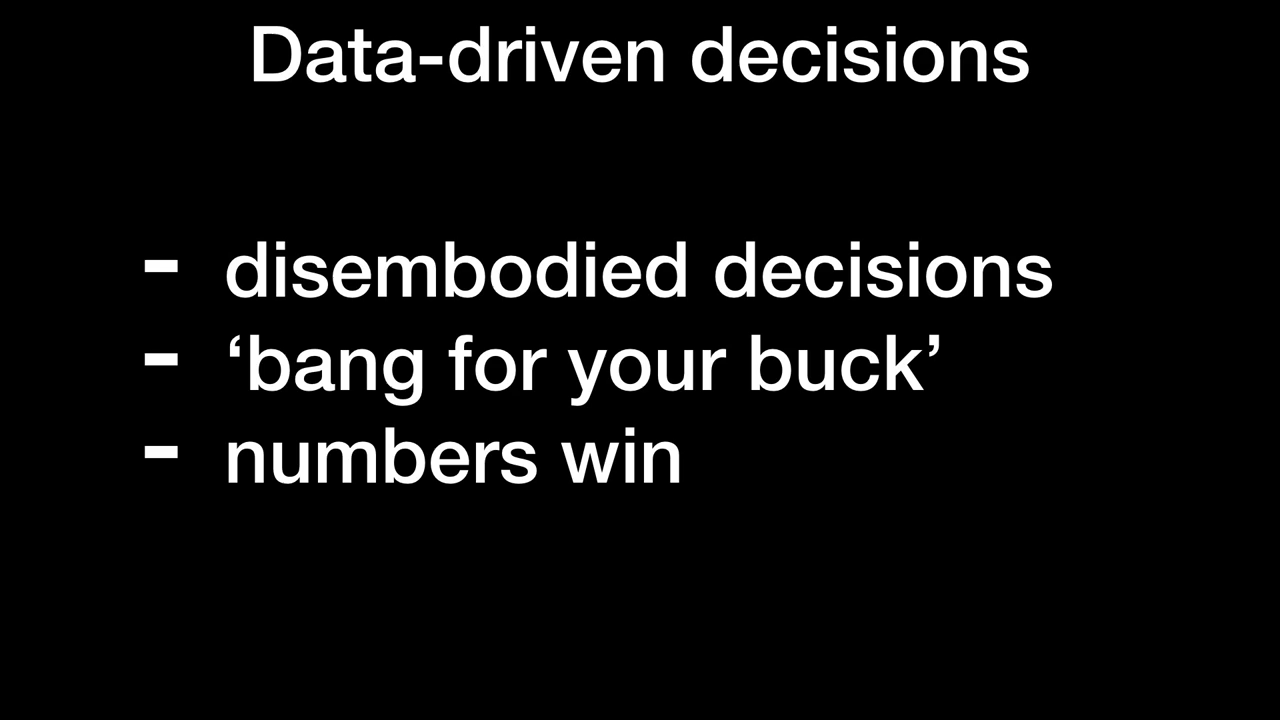 Data-driven decisions
- disembodied decisions
- ‘bang for your buck’
- numbers win